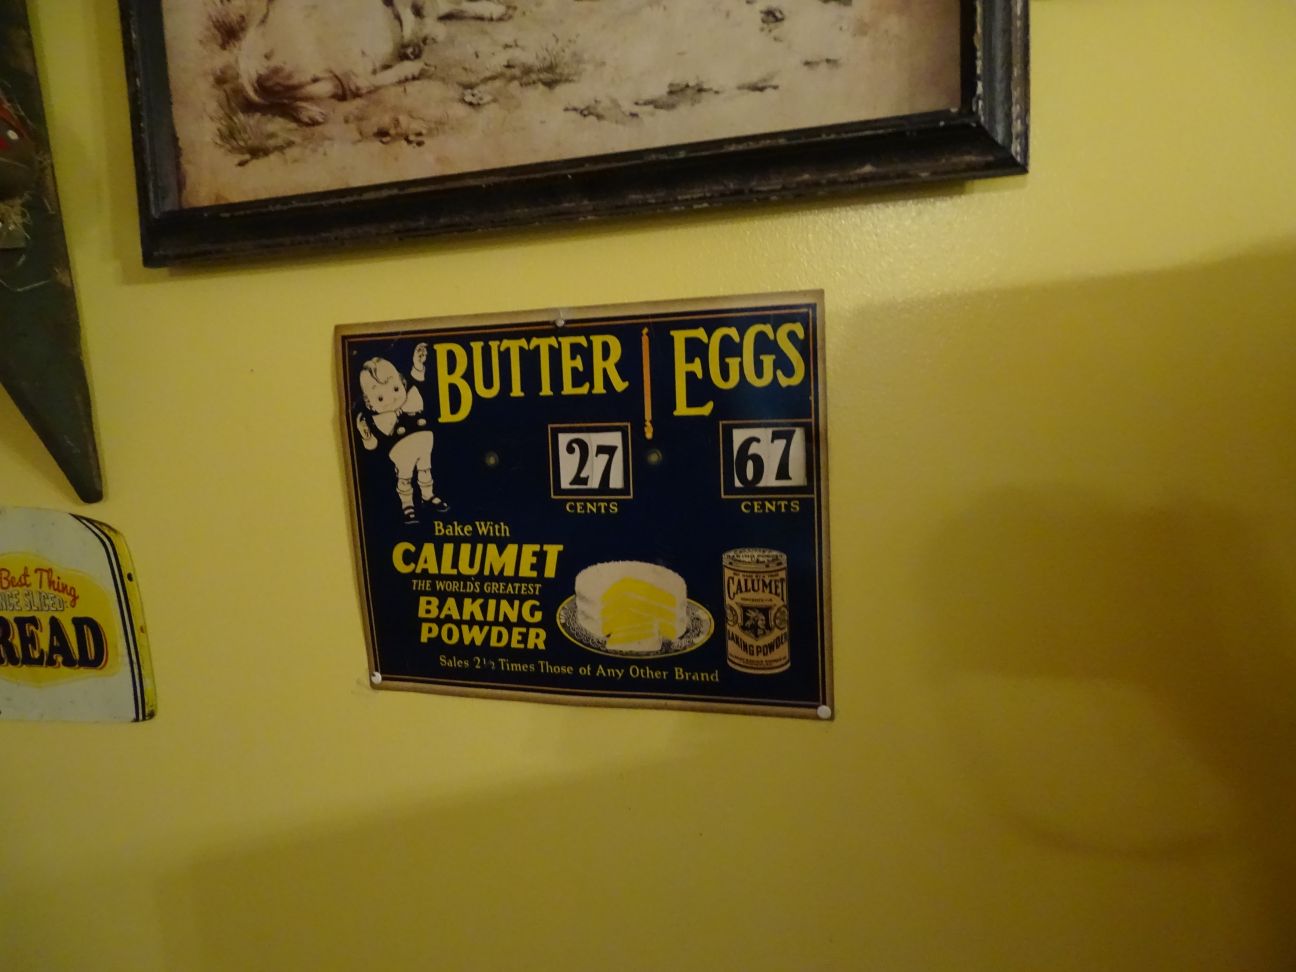 BUTTER EGGS
27 67
CENTS CENTS
Bake With
CALUMET
THE WORLD'S GREATEST
BAKING
POWDER
Sales 2½ Times Those of Any Other Brand
CALUMET
BAKING POWDER
Best Thing
SLICED
READ